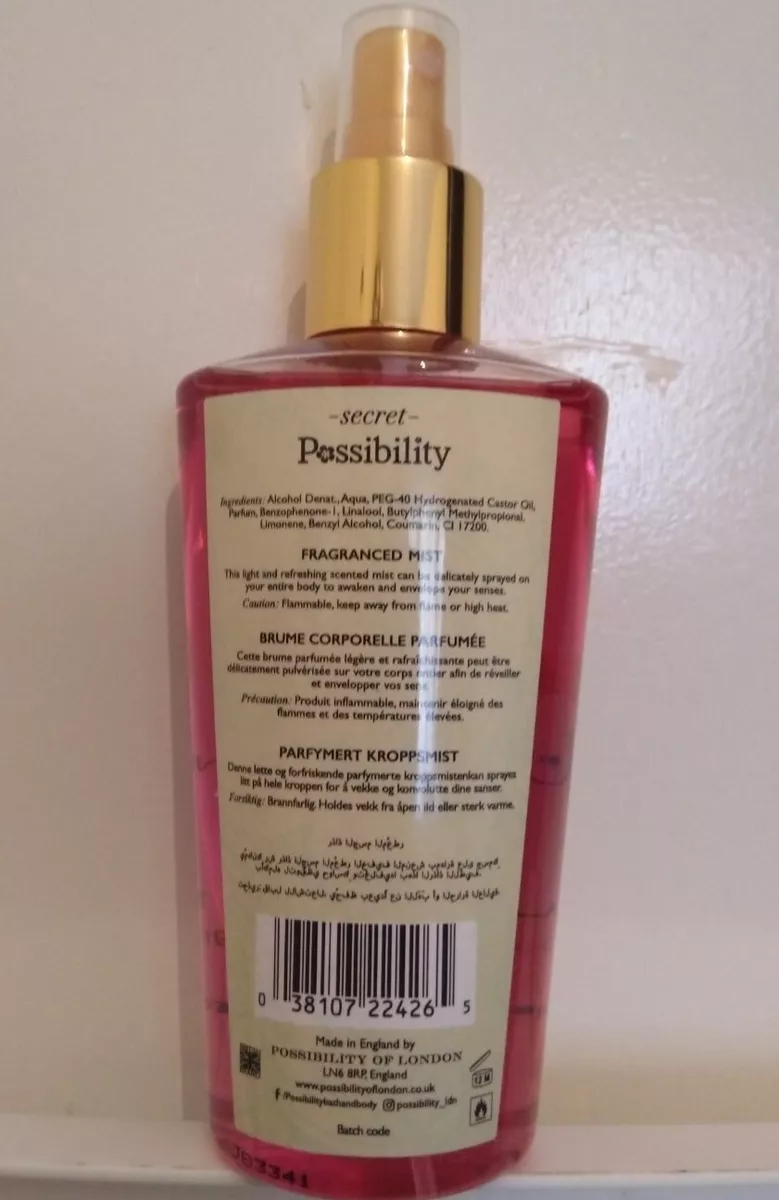 -secret-
Possibility
Ingredients: Alcohol Denat., Aqua, PEG-40 Hydrogenated Castor Oil,
Parfum, Benzophenone-1, Linalool, Butylphenyl Methylpropional,
Limonene, Benzyl Alcohol, Coumarin, CI 17200.
FRAGRANCED MIST
This light and refreshing scented mist can be delicately sprayed on
your entire body to awaken and envelope your senses.
Caution: Flammable, keep away from flame or high heat.
BRUME CORPORELLE PARFUMÉE
Cette brume parfumée légère et rafraîchissante peut être
délicatement pulvérisée sur votre corps entier afin de réveiller
et envelopper vos sens
Précaution: Produit inflammable, maintenir éloigné des
flammes et des températures élevées.
PARFYMERT KROPPSMIST
Denne lette og forfriskende parfymerte kroppsmistenkan sprayes
litt på hele kroppen for å vekke og konvolutte dine sanser.
Forsiktig: Brannfarlig. Holdes vekk fra åpen ild eller sterk varme.
0 38107 22426 5
Made in England by
POSSIBILITY OF LONDON
LN6 8RP, England
www.possibilityoflondon.co.uk
f/Possibilitybathandbody possibility_ldn
12 M
Batch code
J03341